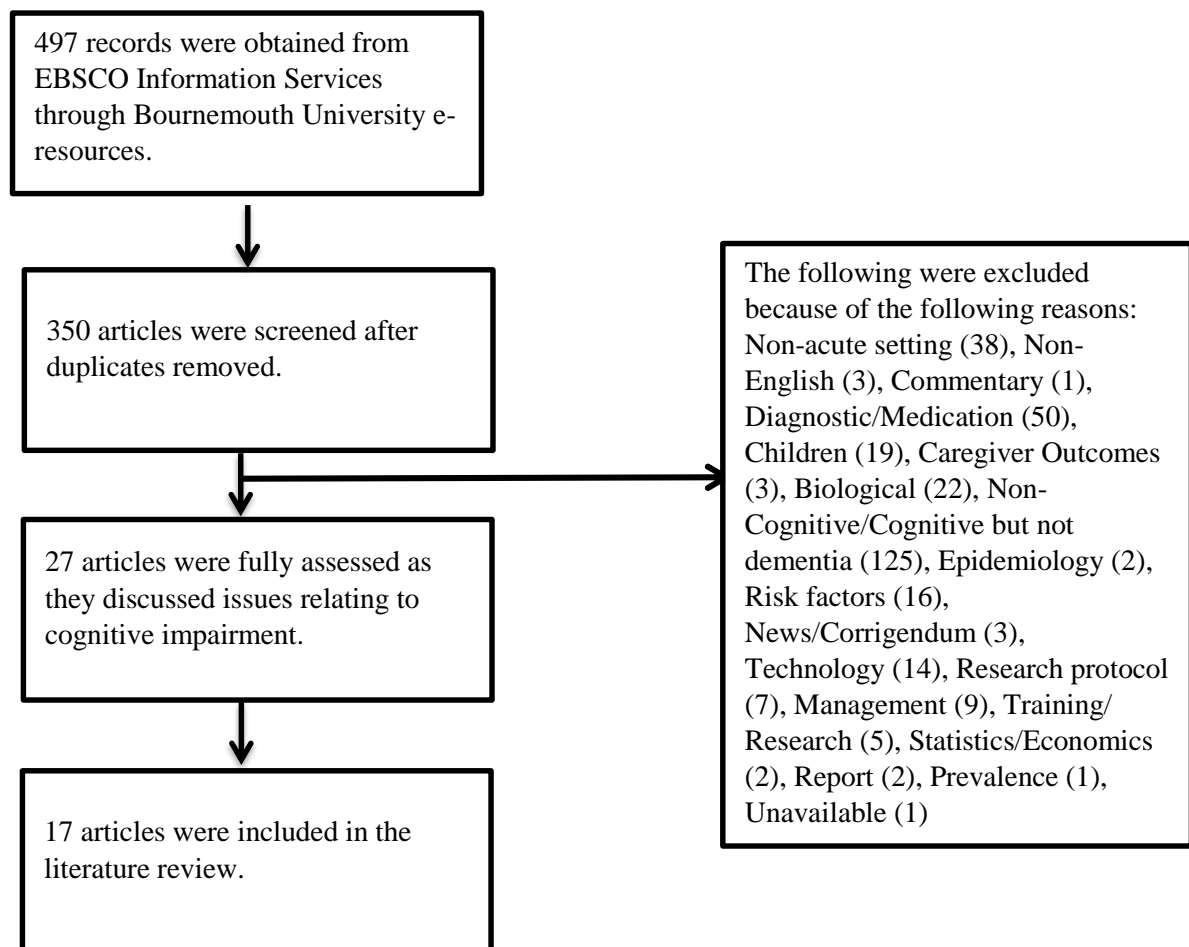 497 records were obtained from
EBSCO Information Services
through Bournemouth University e-
resources.
350 articles were screened after
duplicates removed.
The following were excluded
because of the following reasons:
Non-acute setting (38), Non-
English (3), Commentary (1),
Diagnostic/Medication (50),
Children (19), Caregiver Outcomes
(3), Biological (22), Non-
Cognitive/Cognitive but not
dementia (125), Epidemiology (2),
Risk factors (16),
News/Corrigendum (3),
Technology (14), Research protocol
(7), Management (9), Training/
Research (5), Statistics/Economics
(2), Report (2), Prevalence (1),
Unavailable (1)
27 articles were fully assessed as
they discussed issues relating to
cognitive impairment.
17 articles were included in the
literature review.